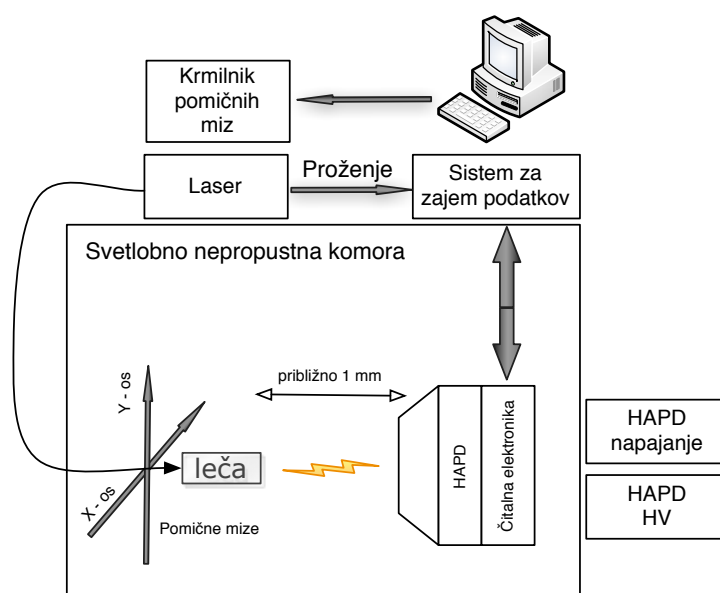 Krmilnik
pomičnih
miz
Laser
Proženje
Sistem za
zajem podatkov
Svetlobno nepropustna komora
približno 1 mm
Y - os
X - os
leča
Pomične mize
HAPD
Čitalna elektronika
HAPD
napajanje
HAPD
HV